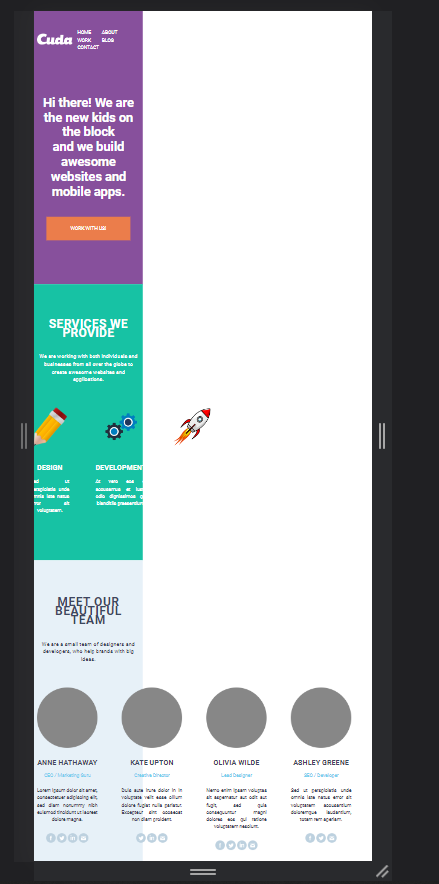 Cuda
HOME ABOUT
WORK BLOG
CONTACT
Hi there! We are
the new kids on
the block
and we build
awesome
websites and
mobile apps.
WORK WITH US!
SERVICES WE
PROVIDE
We are working with both individuals and
businesses from all over the globe to
create awesome websites and
applications.
DESIGN
DEVELOPMENT
ut
perspiciatis unde
omnis iste natus
sit
voluptatem.
At vero eos
accusamus et
odio dignissimos
blanditiis praesentium
MEET OUR
BEAUTIFUL
TEAM
We are a small team of designers and
developers, who help brands with big
ideas.
ANNE HATHAWAY
CEO / Marketing Guru
Lorem ipsum dolor sit amet,
consectetuer adipiscing elit,
sed diam nonummy nibh
euismod tincidunt ut laoreet
dolore magna.
KATE UPTON
Creative Director
Duis aute irure dolor in in
voluptate velit esse cillum
dolore fugiat nulla pariatur.
Excepteur sint occaecat
non diam proident.
OLIVIA WILDE
Lead Designer
Nemo enim ipsam voluptas
sit aspernatur aut odit aut
fugit, sed quia
consequuntur magni
dolores eos qui ratione
voluptatem nesciunt.
ASHLEY GREENE
SEO / Developer
Sed ut perspiciatis unde
omnis iste natus error sit
voluptatem accusantium
doloremque laudantium,
totam rem aperiam.